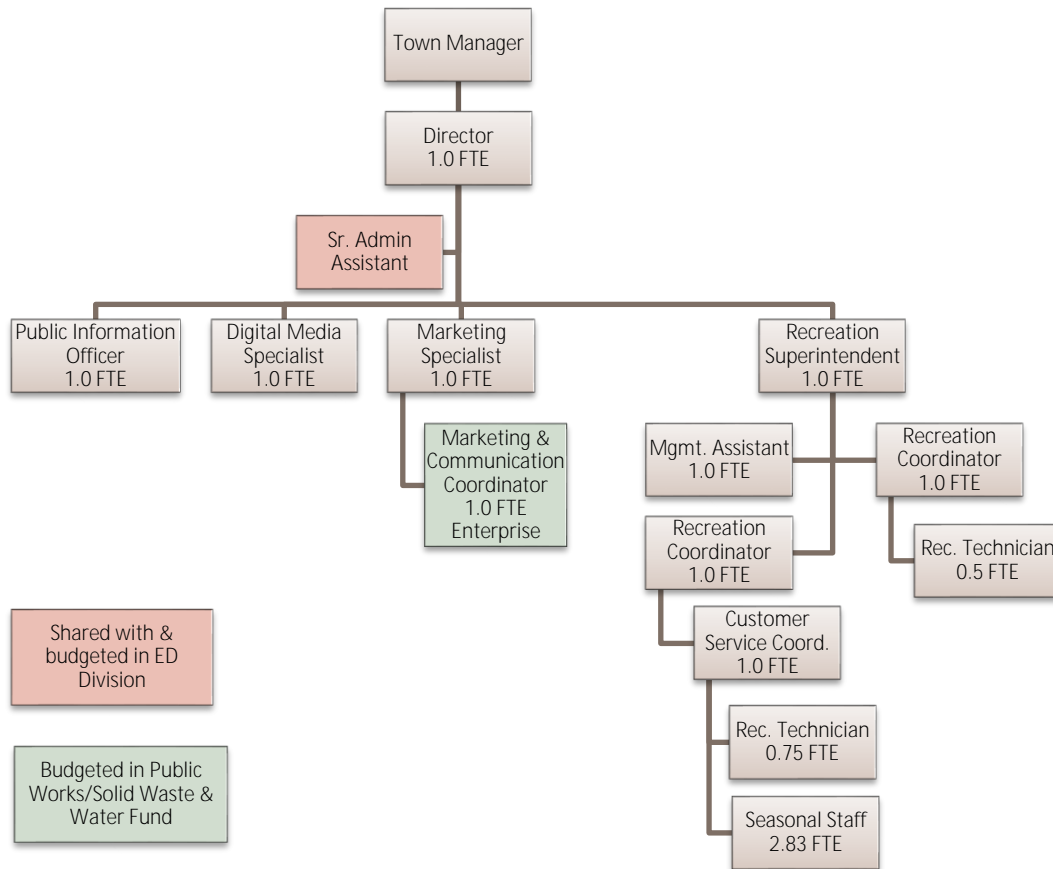 Town Manager
Director
1.0 FTE
Sr. Admin
Assistant
Public Information
Officer
1.0 FTE
Digital Media
Specialist
1.0 FTE
Marketing
Specialist
1.0 FTE
Recreation
Superintendent
1.0 FTE
Marketing &
Communication
Coordinator
1.0 FTE
Enterprise
Mgmt. Assistant
1.0 FTE
Recreation
Coordinator
1.0 FTE
Recreation
Coordinator
1.0 FTE
Rec. Technician
0.5 FTE
Customer
Service Coord.
1.0 FTE
Rec. Technician
0.75 FTE
Seasonal Staff
2.83 FTE
Shared with &
budgeted in ED
Division
Budgeted in Public
Works/Solid Waste &
Water Fund